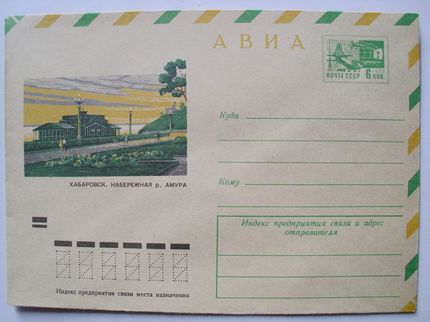 АВИА
ПОЧТА СССР 6 КОП.
ХАБАРОВСК. НАБЕРЕЖНАЯ р. АМУРА
Куда
Кому
Индекс предприятия связи и адрес
отправителя
Индекс предприятия связи места назначения